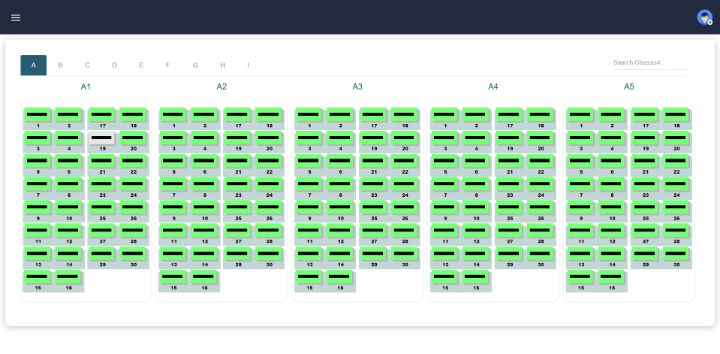 A B C D E F G H I Search Chassis#...
A1 A2 A3 A4 A5
1 2 17 18 1 2 17 18 1 2 17 18 1 2 17 18 1 2 17 18
3 4 19 20 3 4 19 20 3 4 19 20 3 4 19 20 3 4 19 20
5 6 21 22 5 6 21 22 5 6 21 22 5 6 21 22 5 6 21 22
7 8 23 24 7 8 23 24 7 8 23 24 7 8 23 24 7 8 23 24
9 10 25 26 9 10 25 26 9 10 25 26 9 10 25 26 9 10 25 26
11 12 27 28 11 12 27 28 11 12 27 28 11 12 27 28 11 12 27 28
13 14 29 30 13 14 29 30 13 14 29 30 13 14 29 30 13 14 29 30
15 16 15 16 15 16 15 16 15 16